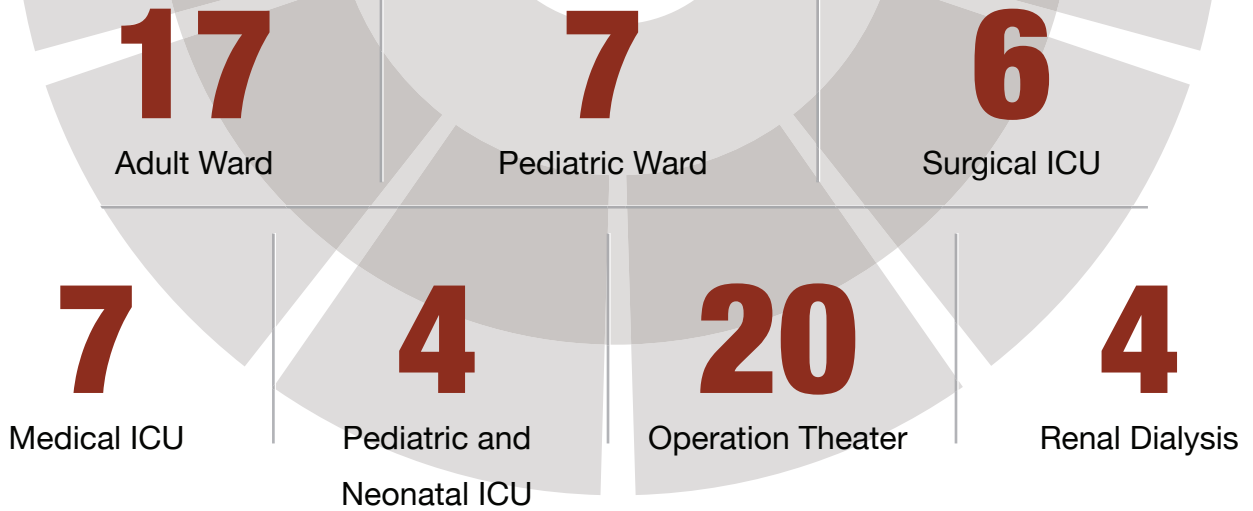 17
Adult Ward
7
Pediatric Ward
6
Surgical ICU
7
Medical ICU
4
Pediatric and
Neonatal ICU
20
Operation Theater
4
Renal Dialysis